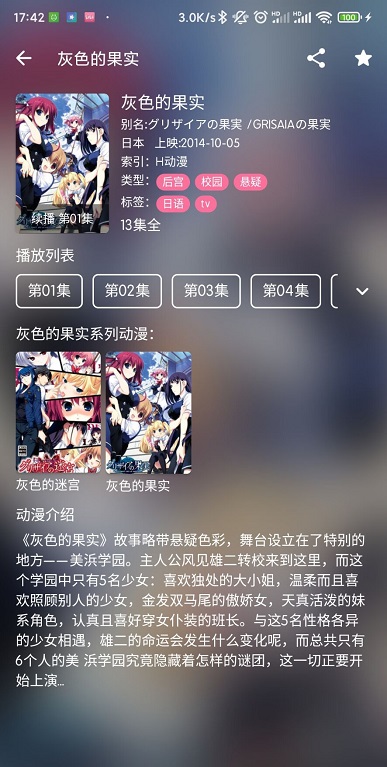 17:42
3.0K/s
HD
HD
100
灰色的果实
灰色的果实
别名:グリザイアの果実 /GRISAIAの果実
日本 上映:2014-10-05
索引: H动漫
类型: 后宫 校园 悬疑
标签: 日语 tv
续播 第01集
13集全
播放列表
第01集 第02集 第03集 第04集
灰色的果实系列动漫:
灰色的迷宫 灰色的果实
动漫介绍
《灰色的果实》故事略带悬疑色彩，舞台设立在了特别的
地方——美浜学园。主人公风见雄二转校来到这里，而这
个学园中只有5名少女：喜欢独处的大小姐，温柔而且喜
欢照顾别人的少女，金发双马尾的傲娇女，天真活泼的妹
系角色，认真且喜好穿女仆装的班长。与这5名性格各异
的少女相遇，雄二的命运会发生什么变化呢，而总共只有
6个人的美 浜学园究竟隐藏着怎样的谜团，这一切正要开
始上演...